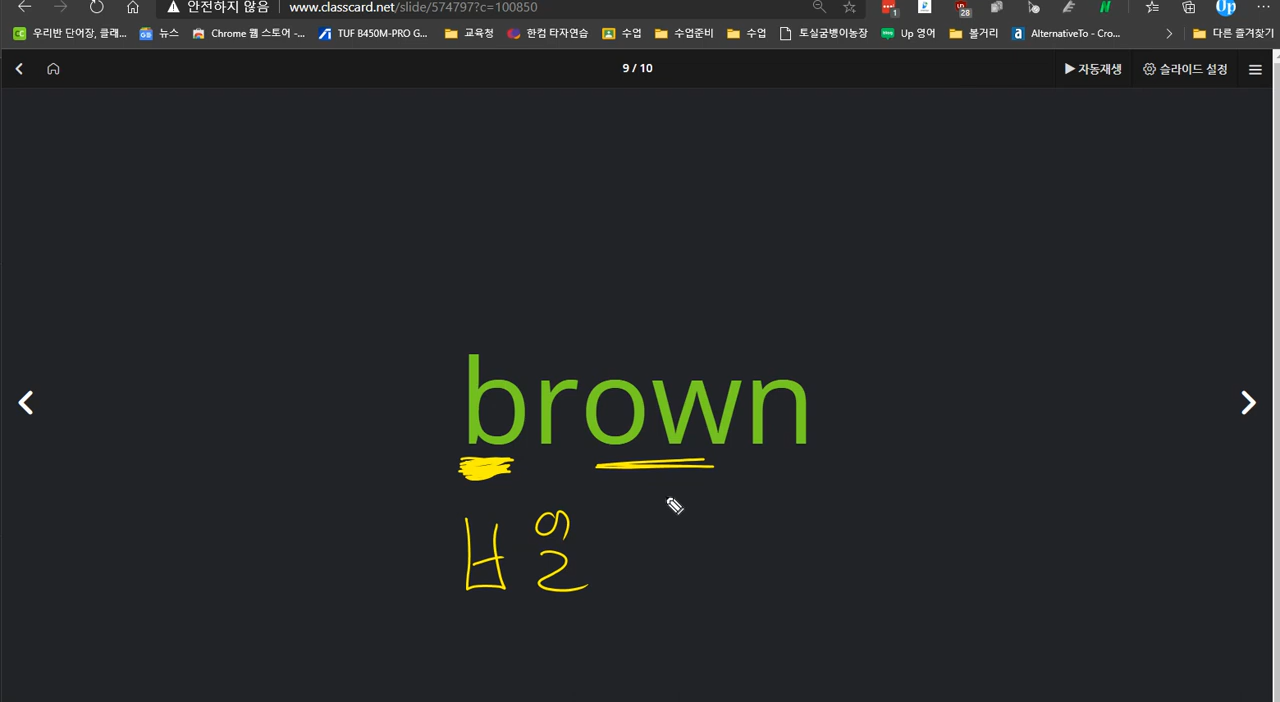 안전하지 않음 www.classcard.net/slide/574797?c=100850
우리반 단어장, 클래... 뉴스 Chrome 웹 스토어 -... TUF B450M-PRO G... 교육청 한컴 타자연습 수업 수업준비 수업 토실굼뱅이농장 Up 영어 볼거리 AlternativeTo - Cro... 다른 즐겨찾기
9 / 10 자동재생 슬라이드 설정
brown
ㅂ